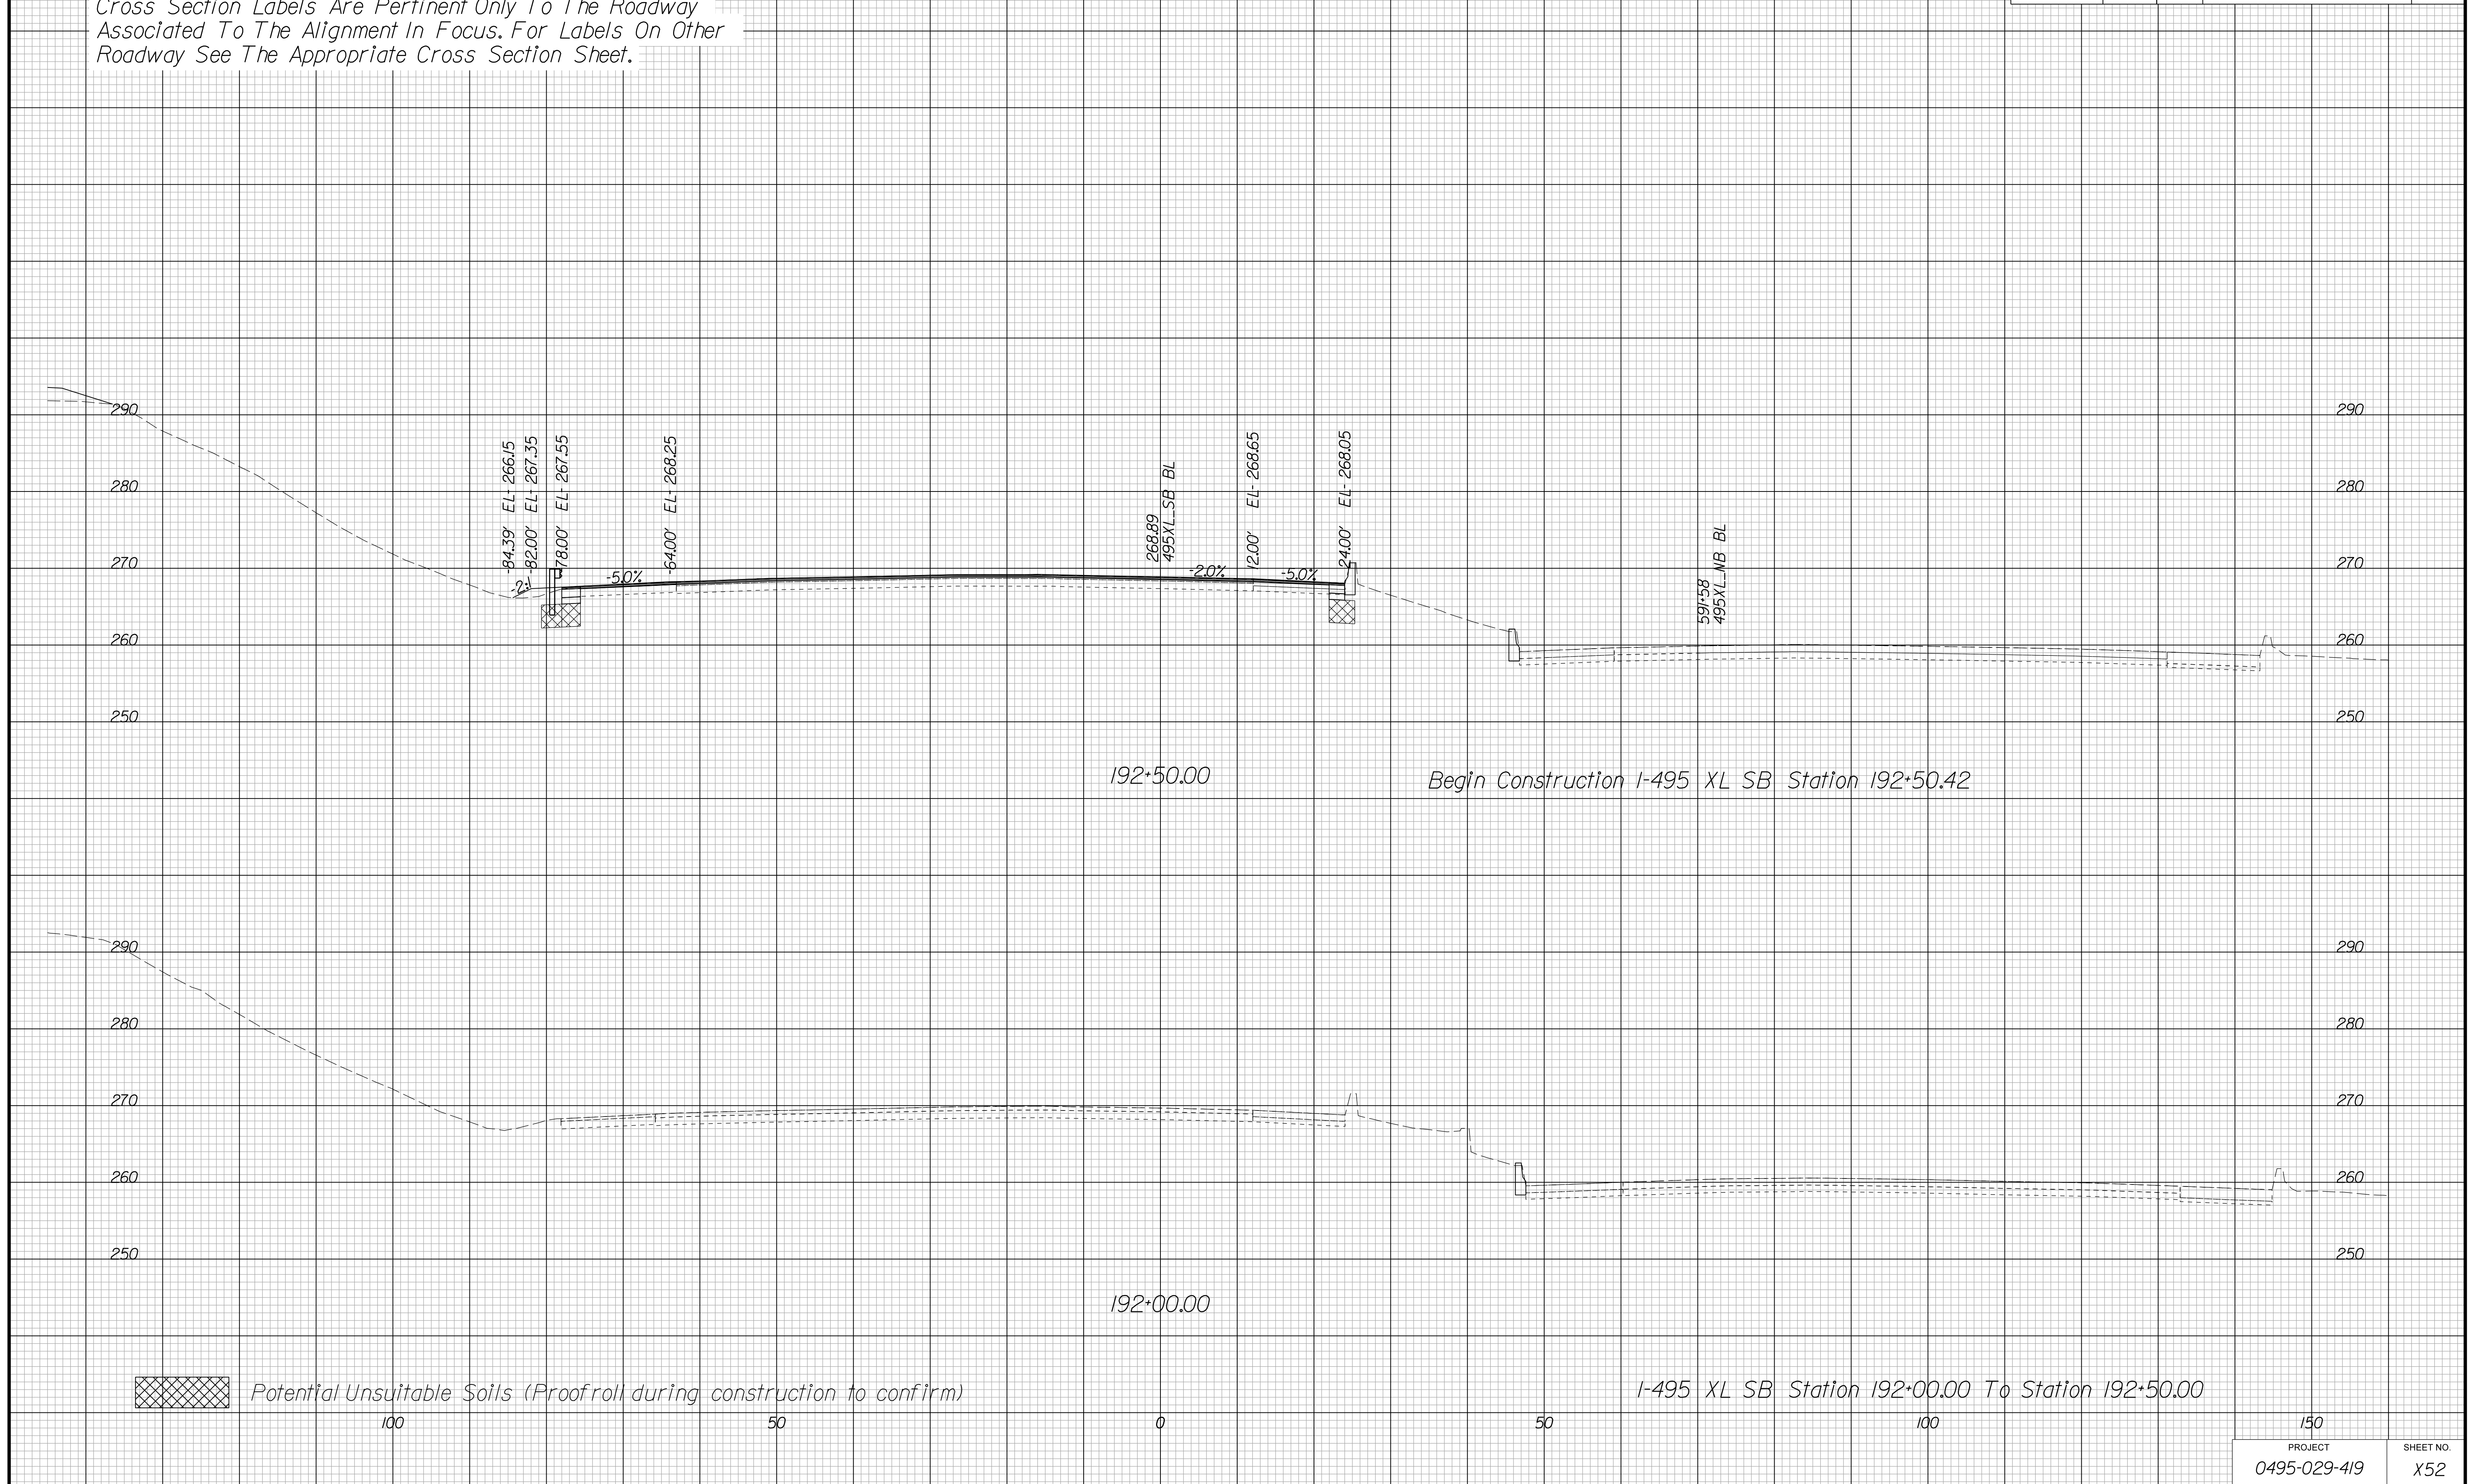 Cross Section Labels Are Pertinent Only To The Roadway
Associated To The Alignment In Focus. For Labels On Other
Roadway See The Appropriate Cross Section Sheet.
290
290
280
280
270
270
260
260
250
250
-84.39' EL- 266.15
-82.00' EL- 267.35
-78.00' EL- 267.55
-64.00' EL- 268.25
268.89
495XL_SB BL
12.00' EL- 268.65
24.00' EL- 268.05
-2:1
-5.0%
-2.0%
-5.0%
591+58
495XL_NB BL
192+50.00
Begin Construction I-495 XL SB Station 192+50.42
290
290
280
280
270
270
260
260
250
250
192+00.00
Potential Unsuitable Soils (Proofroll during construction to confirm)
I-495 XL SB Station 192+00.00 To Station 192+50.00
100
50
0
50
100
150
PROJECT
SHEET NO.
0495-029-419
X52